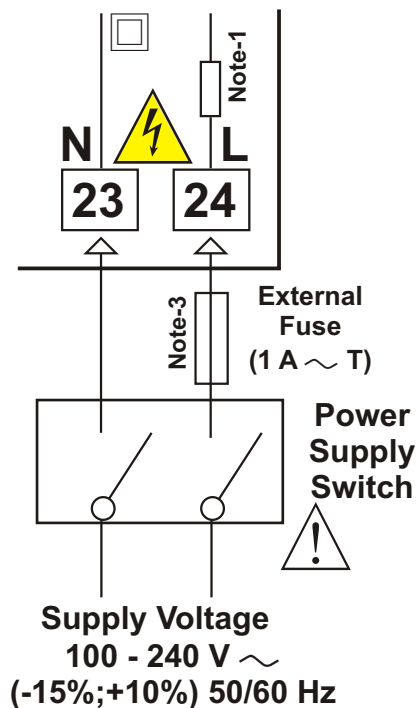 Note-1
N L
23 24
Note-3
External
Fuse
(1 A ~ T)
Power
Supply
Switch
!
Supply Voltage
100 - 240 V ~
(-15%;+10%) 50/60 Hz